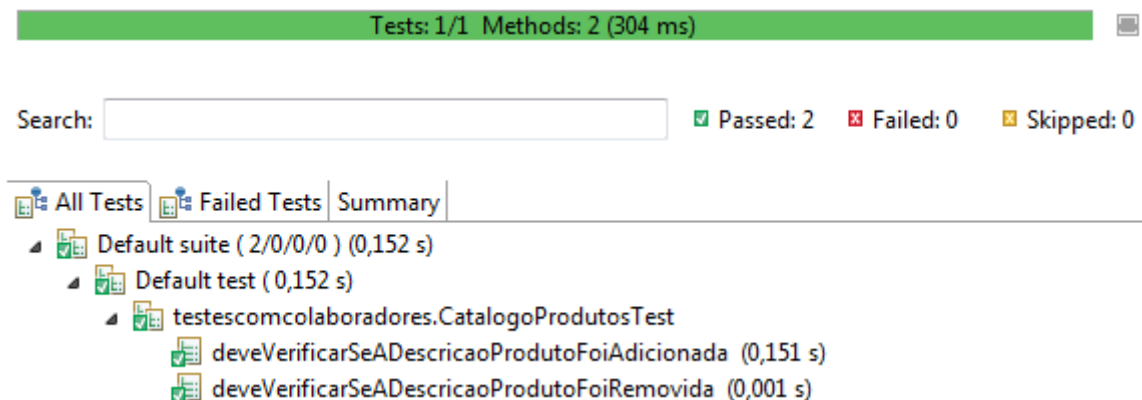 Tests: 1/1 Methods: 2 (304 ms)
Search: Passed: 2 Failed: 0 Skipped: 0
All Tests Failed Tests Summary
Default suite ( 2/0/0/0 ) (0,152 s)
Default test ( 0,152 s)
testescomcolaboradores.CatalogoProdutosTest
deveVerificarSeADescricaoProdutoFoiAdicionada (0,151 s)
deveVerificarSeADescricaoProdutoFoiRemovida (0,001 s)